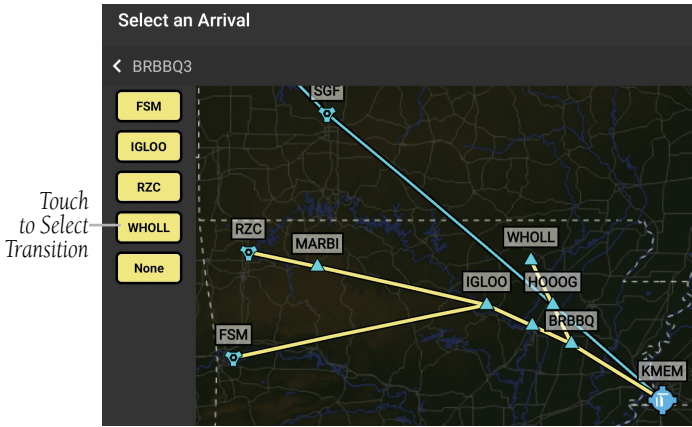 Select an Arrival
BRBBQ3
FSM
IGLOO
RZC
WHOLL
None
Touch
to Select
Transition
SGF
RZC
MARBI
WHOLL
IGLOO
HOOOG
BRBBQ
FSM
KMEM